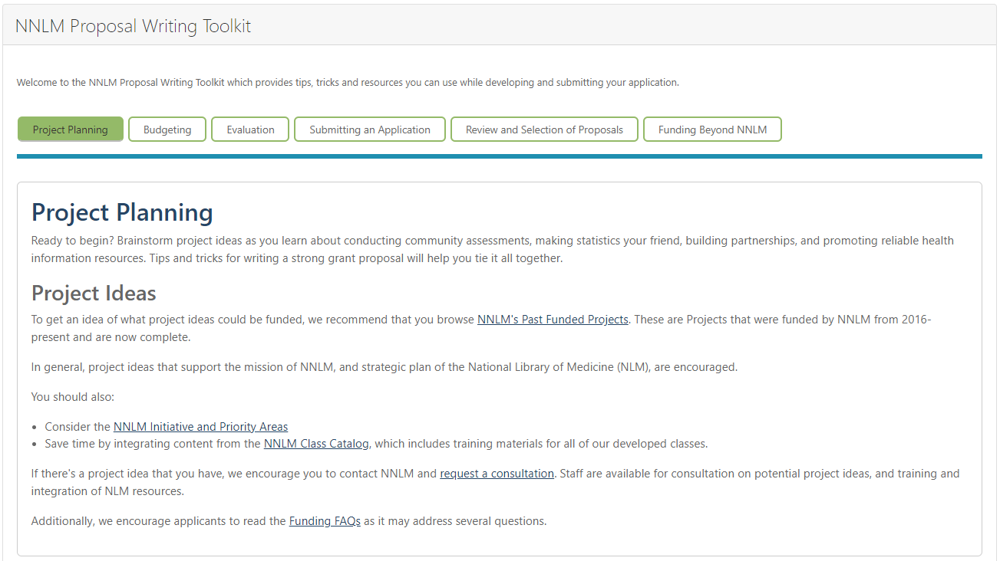 NNLM Proposal Writing Toolkit
Welcome to the NNLM Proposal Writing Toolkit which provides tips, tricks and resources you can use while developing and submitting your application.
Project Planning
Budgeting
Evaluation
Submitting an Application
Review and Selection of Proposals
Funding Beyond NNLM
Project Planning
Ready to begin? Brainstorm project ideas as you learn about conducting community assessments, making statistics your friend, building partnerships, and promoting reliable health
information resources. Tips and tricks for writing a strong grant proposal will help you tie it all together.
Project Ideas
To get an idea of what project ideas could be funded, we recommend that you browse NNLM's Past Funded Projects. These are Projects that were funded by NNLM from 2016-
present and are now complete.
In general, project ideas that support the mission of NNLM, and strategic plan of the National Library of Medicine (NLM), are encouraged.
You should also:
• Consider the NNLM Initiative and Priority Areas
• Save time by integrating content from the NNLM Class Catalog, which includes training materials for all of our developed classes.
If there's a project idea that you have, we encourage you to contact NNLM and request a consultation. Staff are available for consultation on potential project ideas, and training and
integration of NLM resources.
Additionally, we encourage applicants to read the Funding FAQs as it may address several questions.